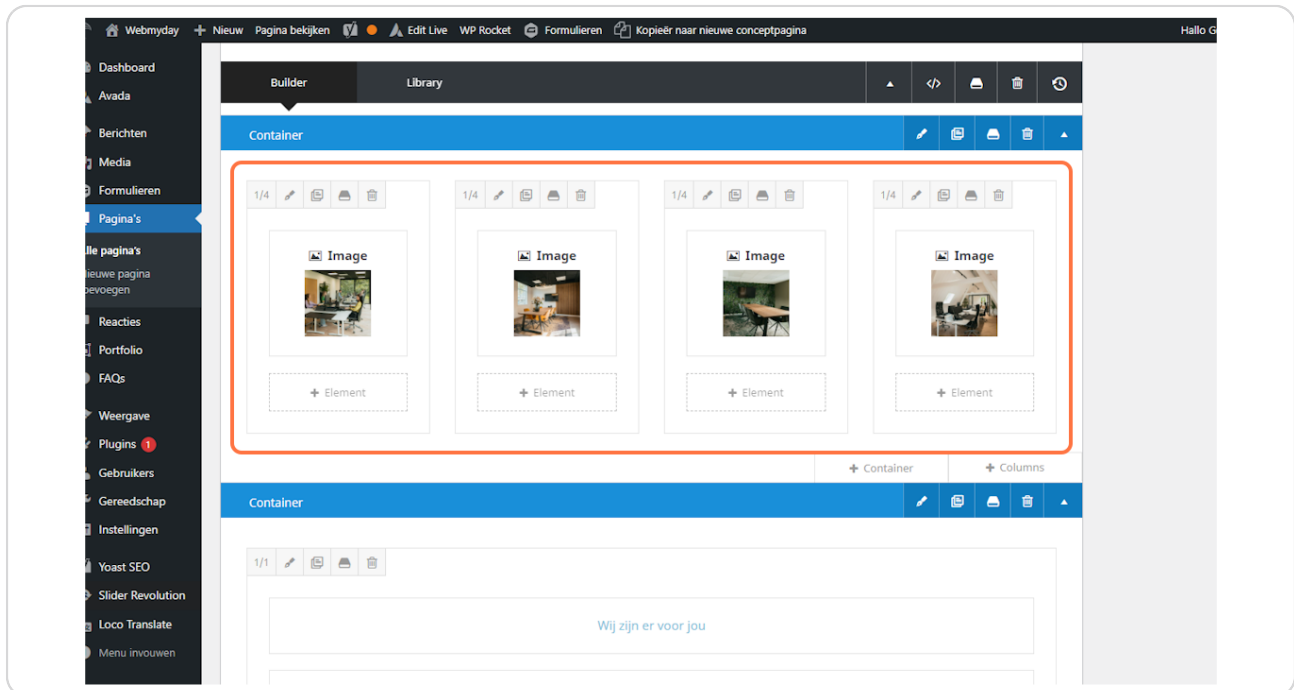 Webmyday Nieuw Pagina bekijken Edit Live WP Rocket Formulieren Kopieër naar nieuwe conceptpagina Hallo G
Dashboard
Avada
Berichten
Media
Formulieren
Pagina's
lle pagina's
ieuwe pagina
oevoegen
Reacties
Portfolio
FAQs
Weergave
Plugins 1
Gebruikers
Gereedschap
Instellingen
Yoast SEO
Slider Revolution
Loco Translate
Menu invouwen
Builder Library
Container
1/4 1/4 1/4 1/4
Image Image Image Image
+ Element + Element + Element + Element
+ Container + Columns
Container
1/1
Wij zijn er voor jou